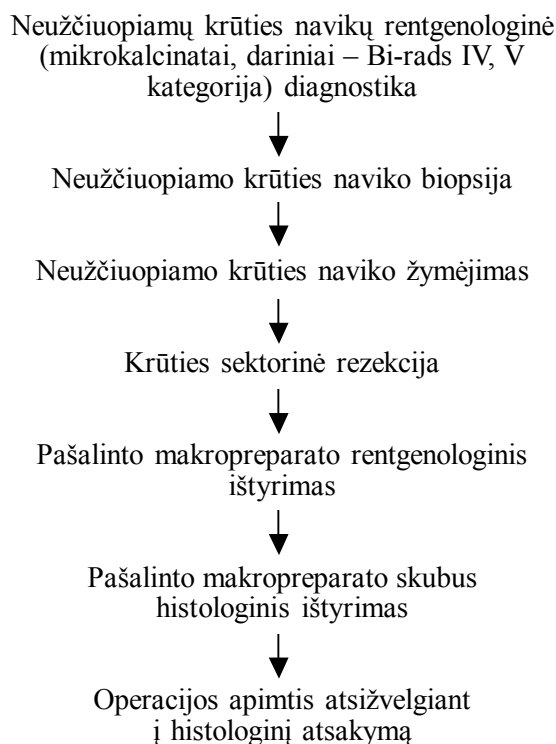 Neužčiuopiamų krūties navikų rentgenologinė
(mikrokalcinatai, dariniai – Bi-rads IV, V
kategorija) diagnostika
Neužčiuopiamo krūties naviko biopsija
Neužčiuopiamo krūties naviko žymėjimas
Krūties sektorinė rezekcija
Pašalinto makropreparato rentgenologinis
ištyrimas
Pašalinto makropreparato skubus
histologinis ištyrimas
Operacijos apimtis atsižvelgiant
į histologinį atsakymą